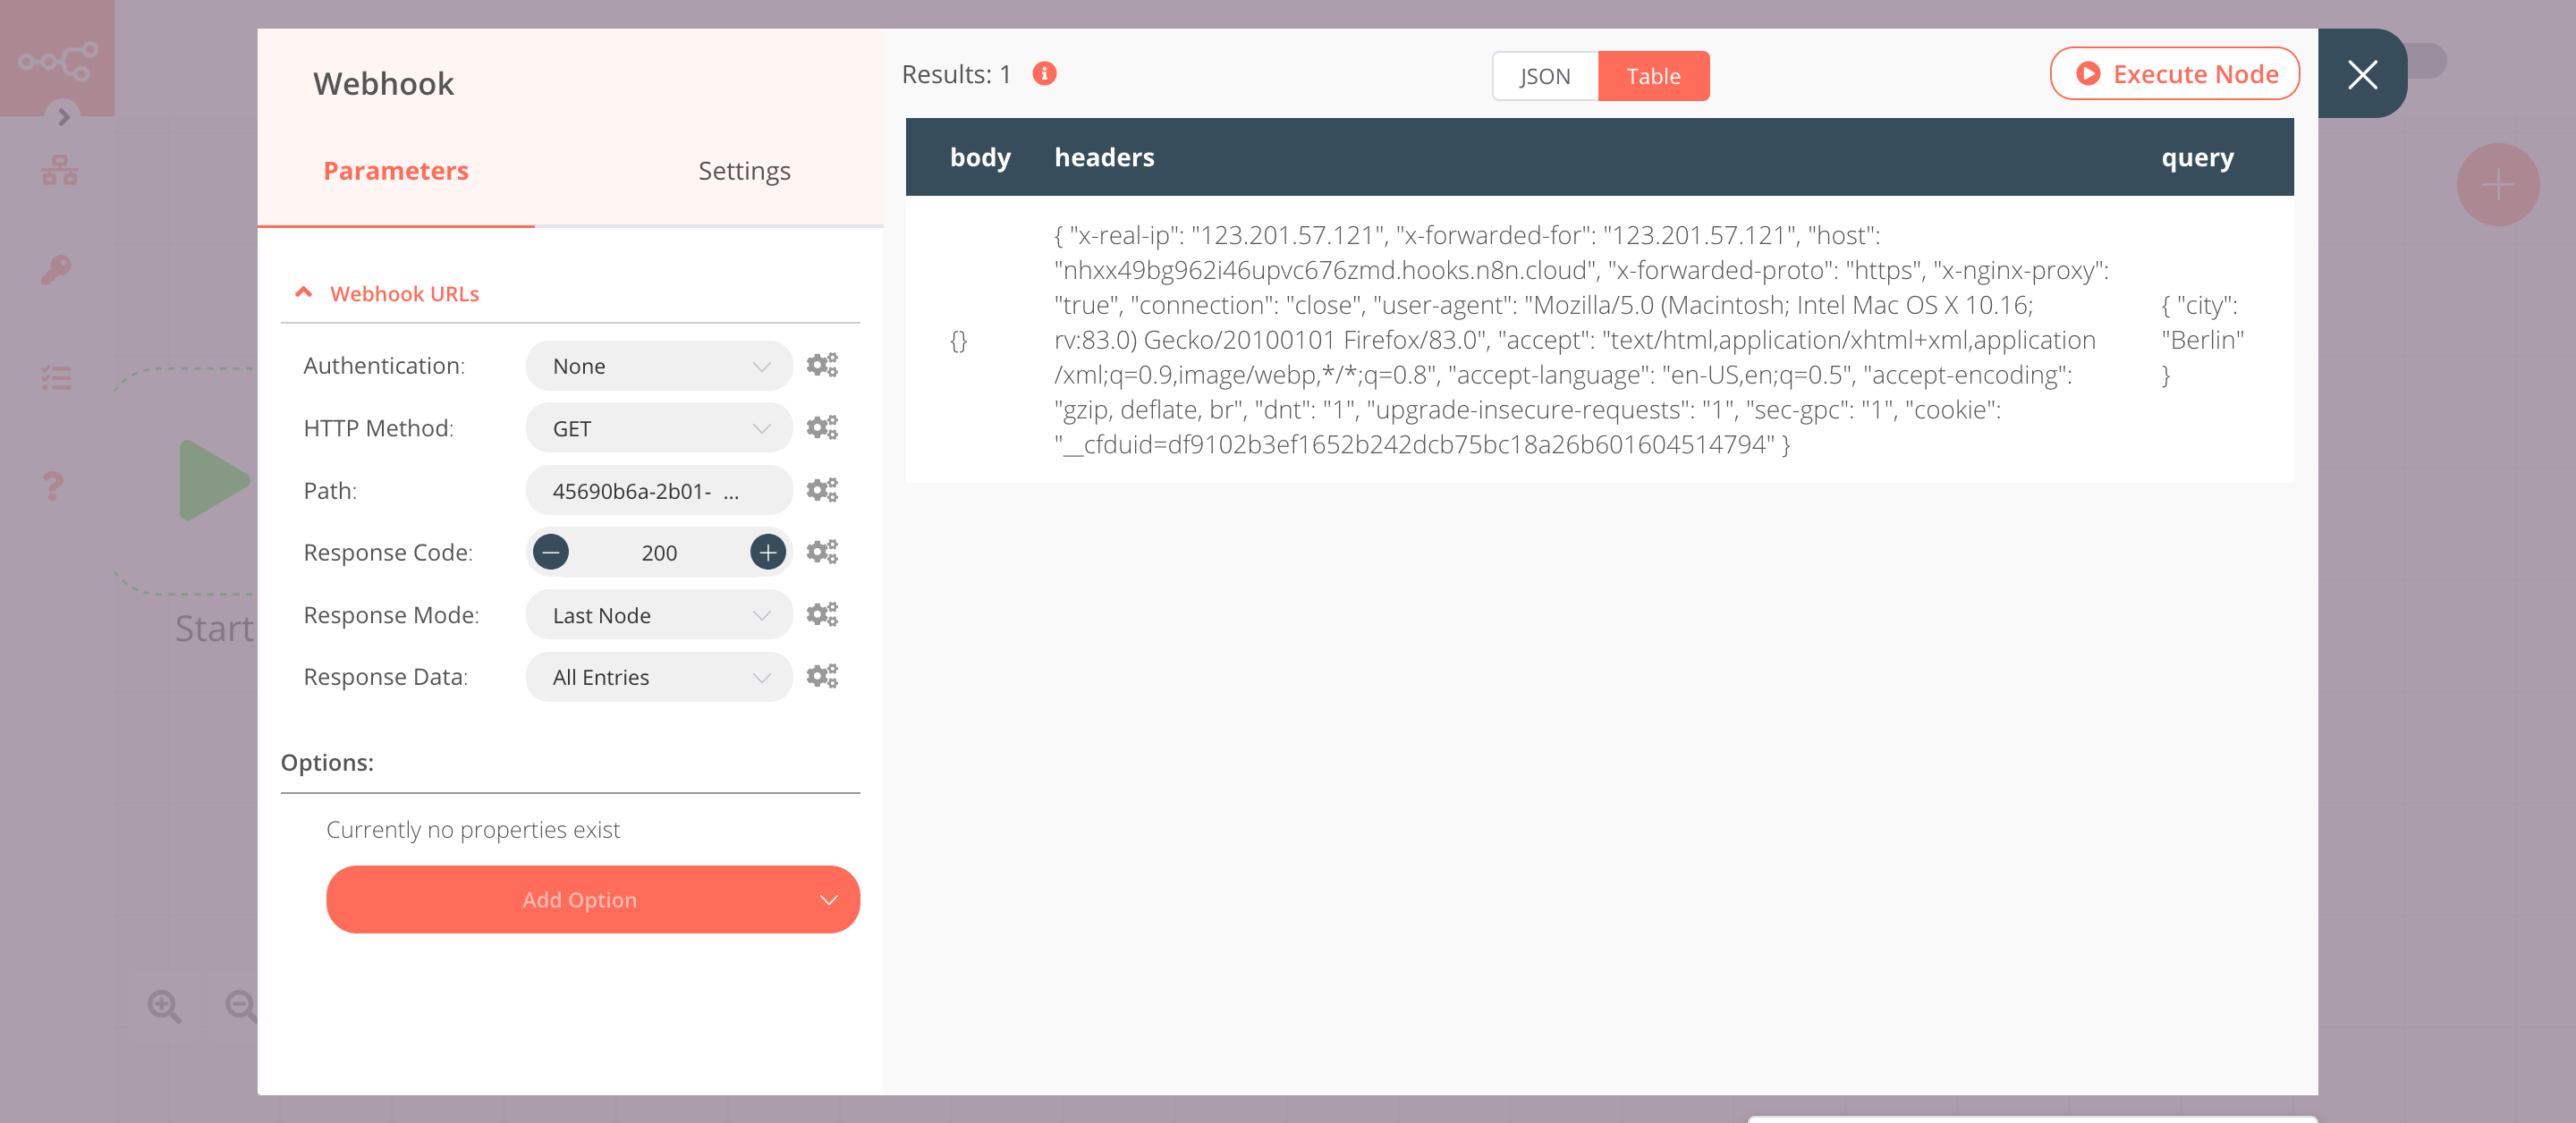 Webhook
Parameters
Settings
Webhook URLs
Authentication:
None
HTTP Method:
GET
Path:
45690b6a-2b01- ...
Response Code:
200
Response Mode:
Last Node
Response Data:
All Entries
Options:
Currently no properties exist
Add Option
Results: 1
JSON
Table
Execute Node
body
headers
query
{}
{ "x-real-ip": "123.201.57.121", "x-forwarded-for": "123.201.57.121", "host":
"nhxx49bg962i46upvc676zmd.hooks.n8n.cloud", "x-forwarded-proto": "https", "x-nginx-proxy":
"true", "connection": "close", "user-agent": "Mozilla/5.0 (Macintosh; Intel Mac OS X 10.16;
rv:83.0) Gecko/20100101 Firefox/83.0", "accept": "text/html,application/xhtml+xml,application
/xml;q=0.9,image/webp,*/*;q=0.8", "accept-language": "en-US,en;q=0.5", "accept-encoding":
"gzip, deflate, br", "dnt": "1", "upgrade-insecure-requests": "1", "sec-gpc": "1", "cookie":
"__cfduid=df9102b3ef1652b242dcb75bc18a26b601604514794" }
{ "city":
"Berlin"
}
Start